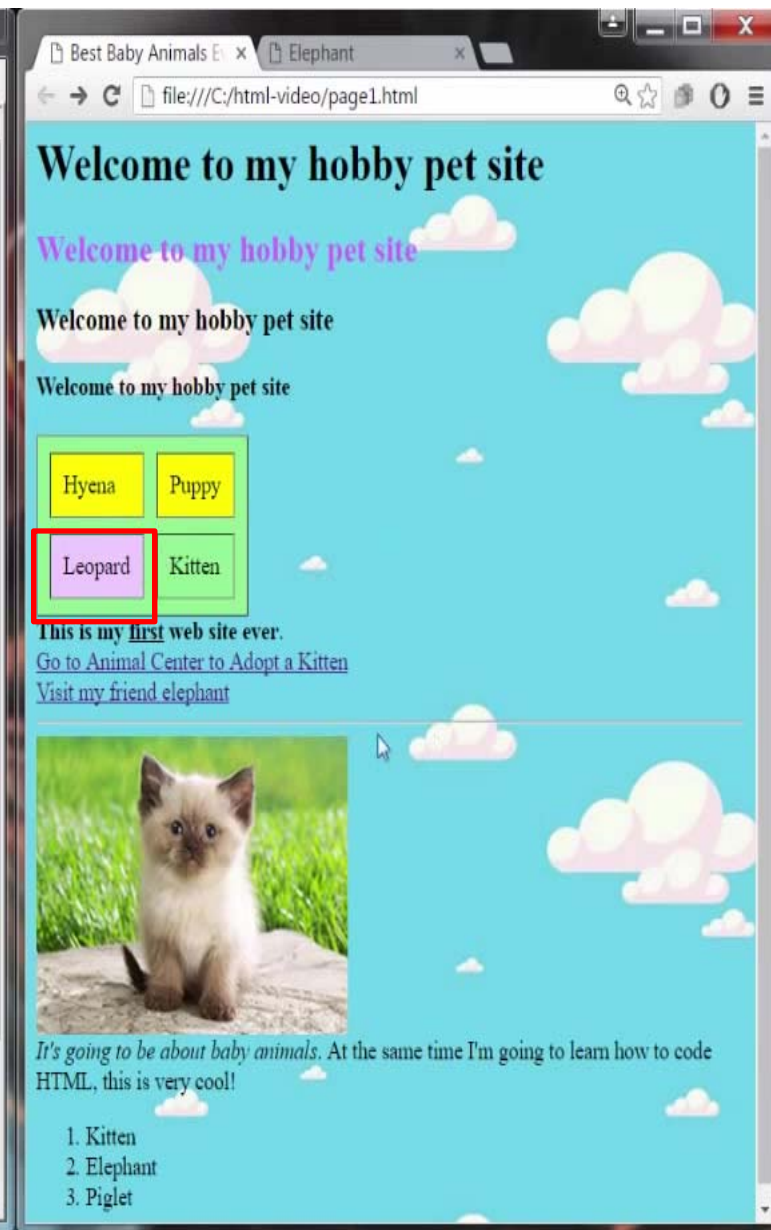 Best Baby Animals E
Elephant
file:///C:/html-video/page1.html
Welcome to my hobby pet site
Welcome to my hobby pet site
Welcome to my hobby pet site
Welcome to my hobby pet site
Hyena Puppy
Leopard Kitten
This is my first web site ever.
Go to Animal Center to Adopt a Kitten
Visit my friend elephant
It's going to be about baby animals. At the same time I'm going to learn how to code
HTML, this is very cool!
1. Kitten
2. Elephant
3. Piglet